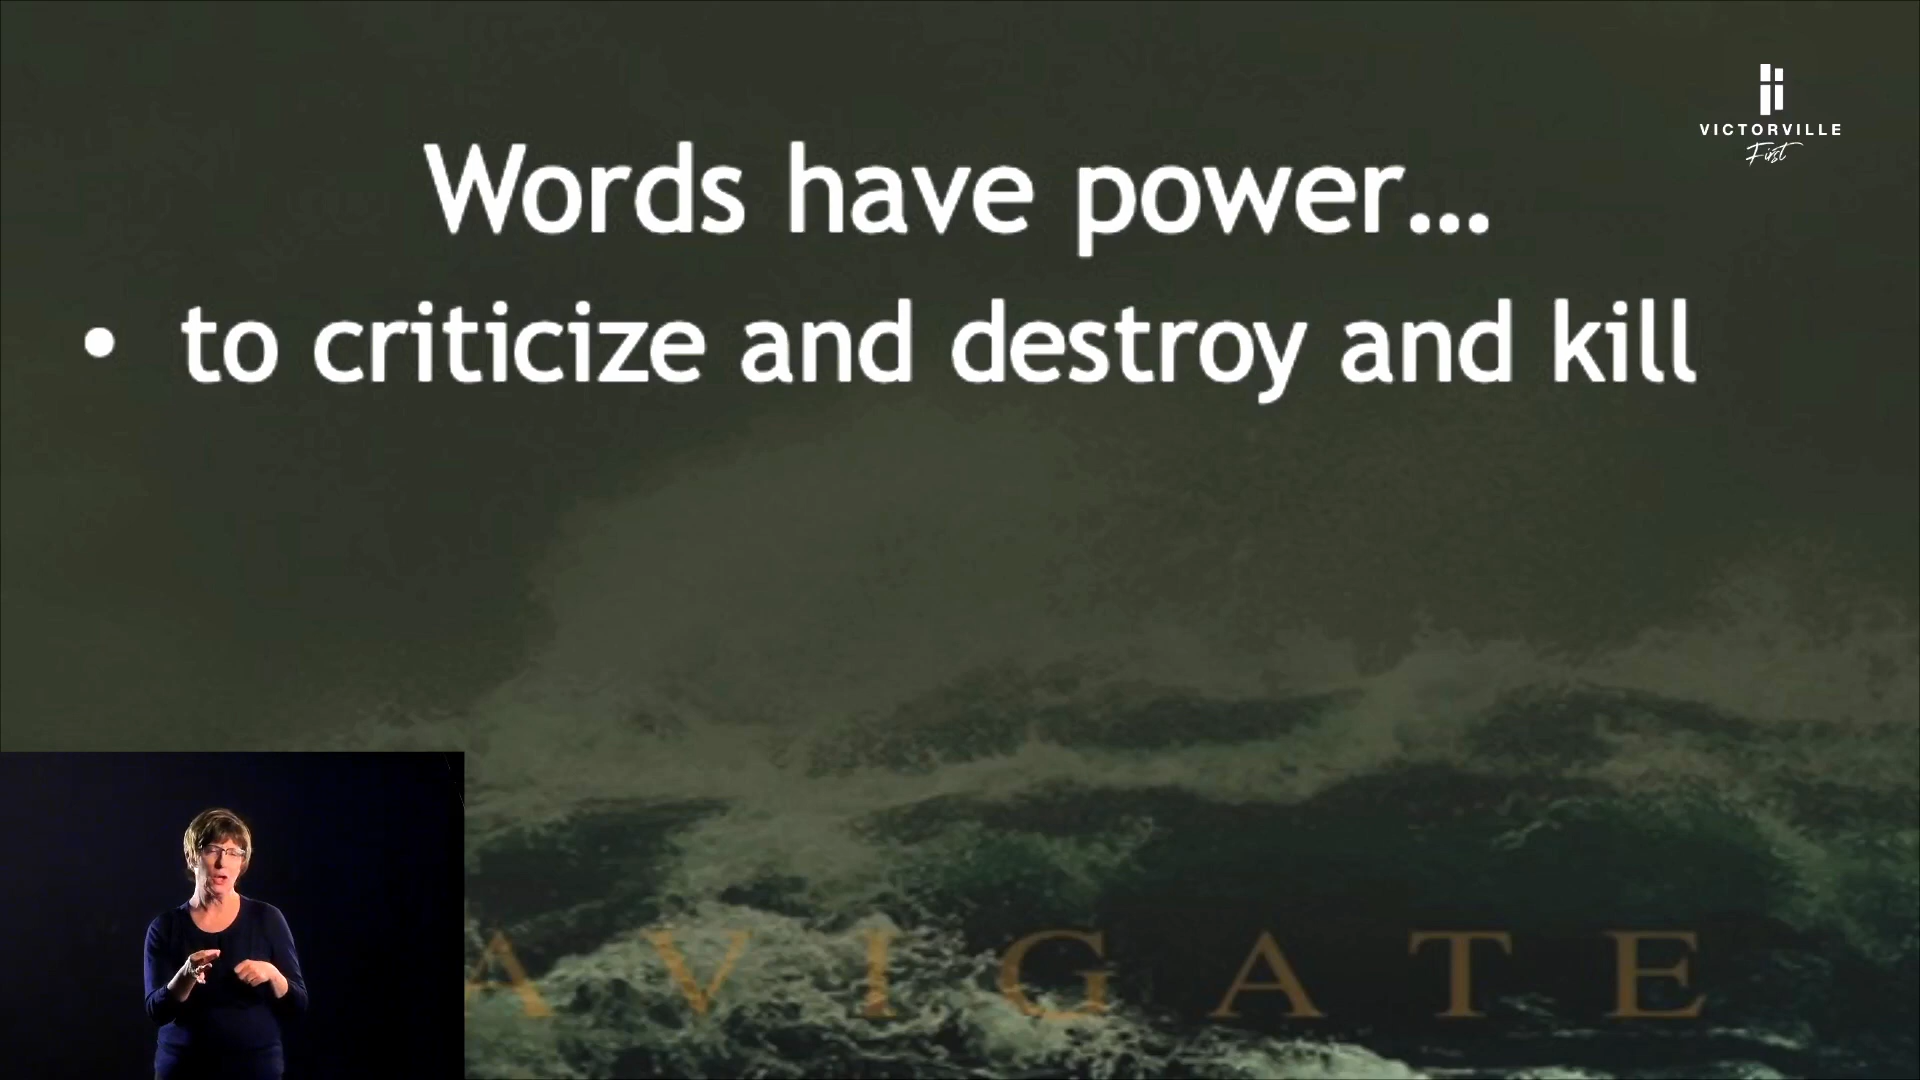 VICTORVILLE
First
Words have power...
• to criticize and destroy and kill
AVIGATE